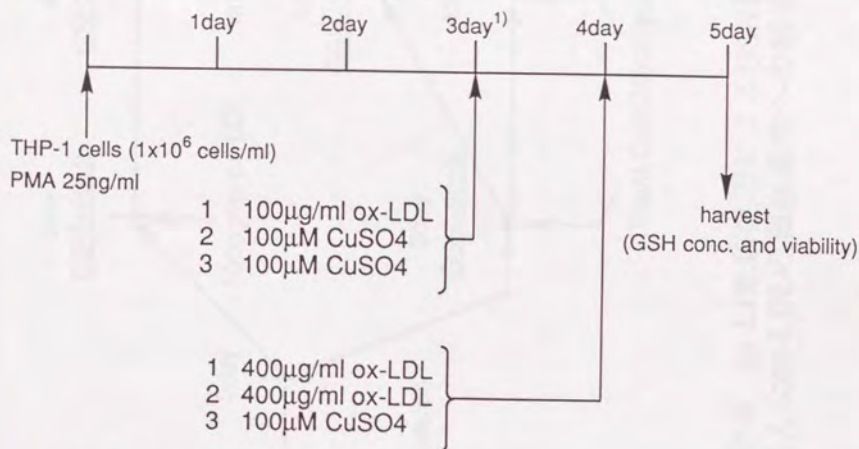 1day 2day 3day1) 4day 5day
THP-1 cells (1x10^6 cells/ml)
PMA 25ng/ml
1 100μg/ml ox-LDL
2 100μM CuSO4
3 100μM CuSO4
harvest
(GSH conc. and viability)
1 400μg/ml ox-LDL
2 400μg/ml ox-LDL
3 100μM CuSO4